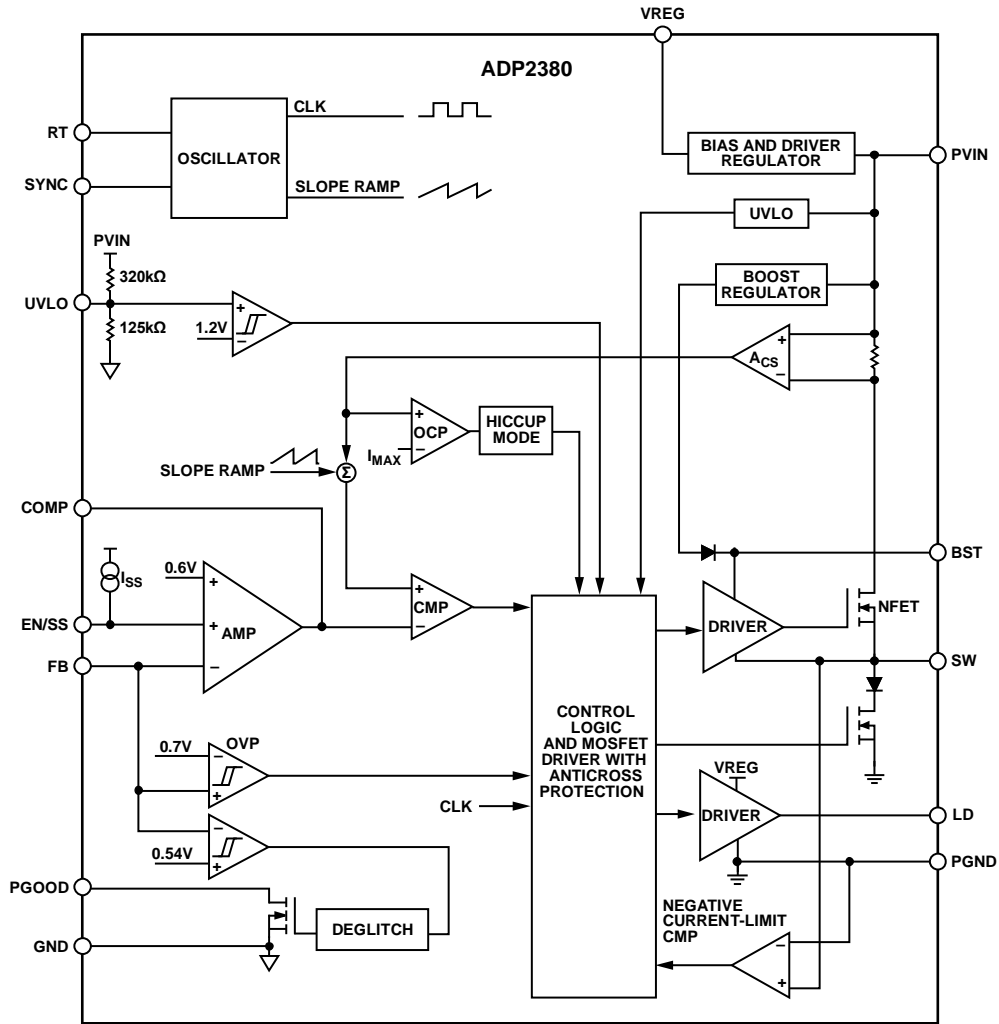 VREG
ADP2380
CLK
RT
OSCILLATOR
BIAS AND DRIVER
REGULATOR
PVIN
SYNC
SLOPE RAMP
UVLO
PVIN
320kΩ
BOOST
REGULATOR
UVLO
125kΩ
1.2V
+
−
+
ACS
−
+
OCP
−
HICCUP
MODE
IMAX
SLOPE RAMP
Σ
COMP
BST
0.6V
ISS
+
+
CMP
−
NFET
EN/SS
+
AMP
DRIVER
FB
−
SW
CONTROL
LOGIC
AND MOSFET
DRIVER WITH
ANTICROSS
PROTECTION
0.7V
OVP
−
+
VREG
CLK
DRIVER
LD
−
0.54V
+
PGND
PGOOD
NEGATIVE
CURRENT-LIMIT
CMP
DEGLITCH
GND
−
+